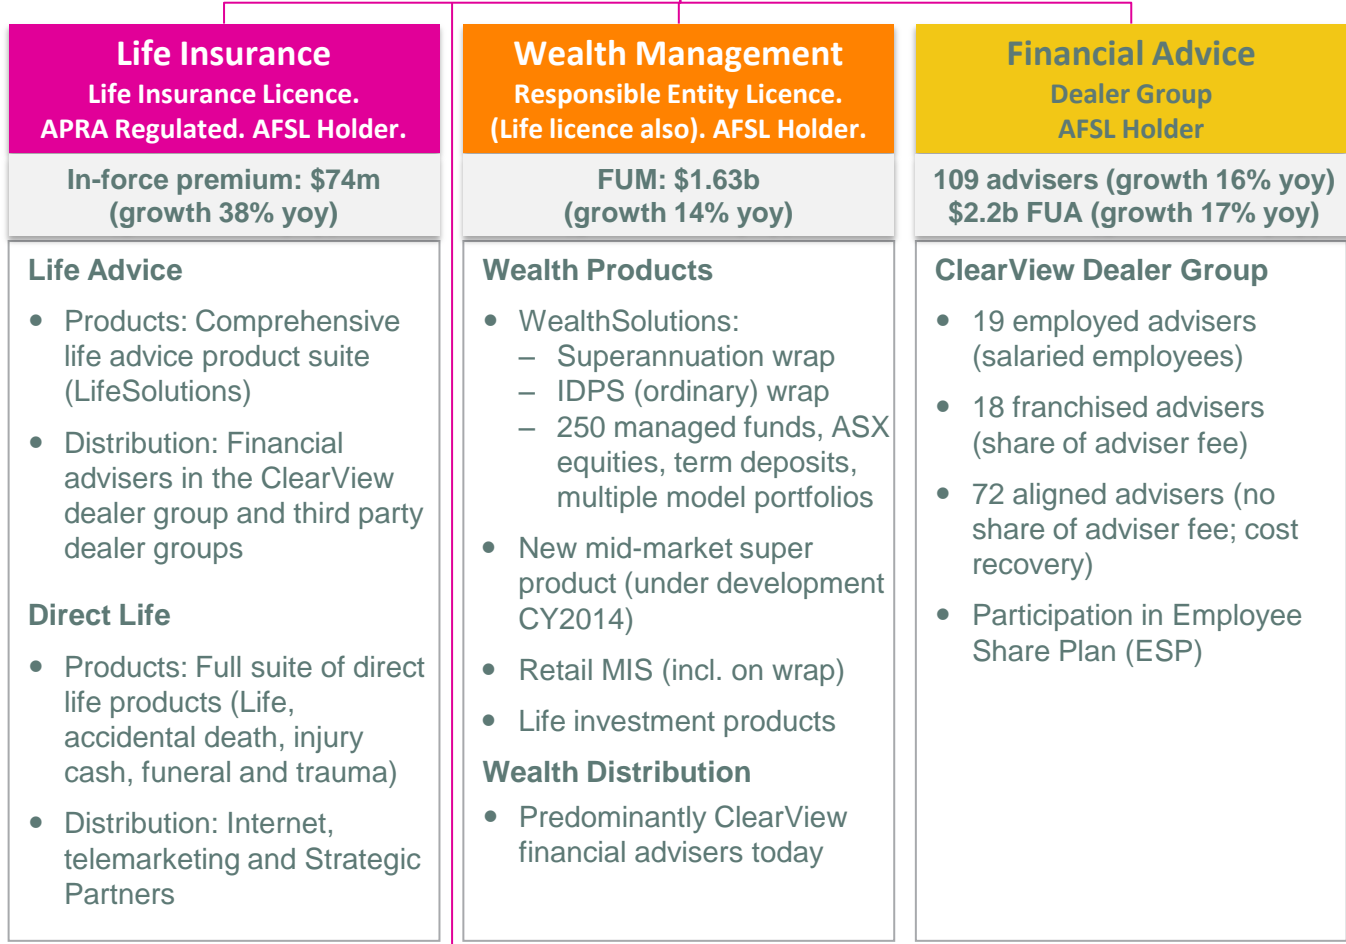 Life Insurance
Life Insurance Licence.
APRA Regulated. AFSL Holder.
In-force premium: $74m
(growth 38% yoy)
Life Advice
• Products: Comprehensive
life advice product suite
(LifeSolutions)
• Distribution: Financial
advisers in the ClearView
dealer group and third party
dealer groups
Direct Life
• Products: Full suite of direct
life products (Life,
accidental death, injury
cash, funeral and trauma)
• Distribution: Internet,
telemarketing and Strategic
Partners
Wealth Management
Responsible Entity Licence.
(Life licence also). AFSL Holder.
FUM: $1.63b
(growth 14% yoy)
Wealth Products
• WealthSolutions:
– Superannuation wrap
– IDPS (ordinary) wrap
– 250 managed funds, ASX
equities, term deposits,
multiple model portfolios
• New mid-market super
product (under development
CY2014)
• Retail MIS (incl. on wrap)
• Life investment products
Wealth Distribution
• Predominantly ClearView
financial advisers today
Financial Advice
Dealer Group
AFSL Holder
109 advisers (growth 16% yoy)
$2.2b FUA (growth 17% yoy)
ClearView Dealer Group
• 19 employed advisers
(salaried employees)
• 18 franchised advisers
(share of adviser fee)
• 72 aligned advisers (no
share of adviser fee; cost
recovery)
• Participation in Employee
Share Plan (ESP)